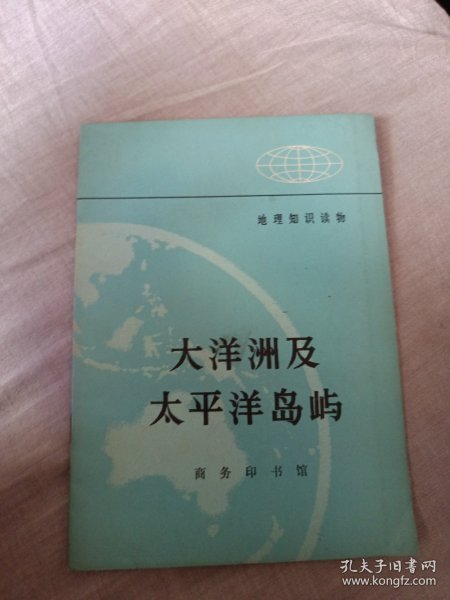 地理知识读物
大洋洲及
太平洋岛屿
商务印书馆
孔夫子旧书网
www.kongfz.com